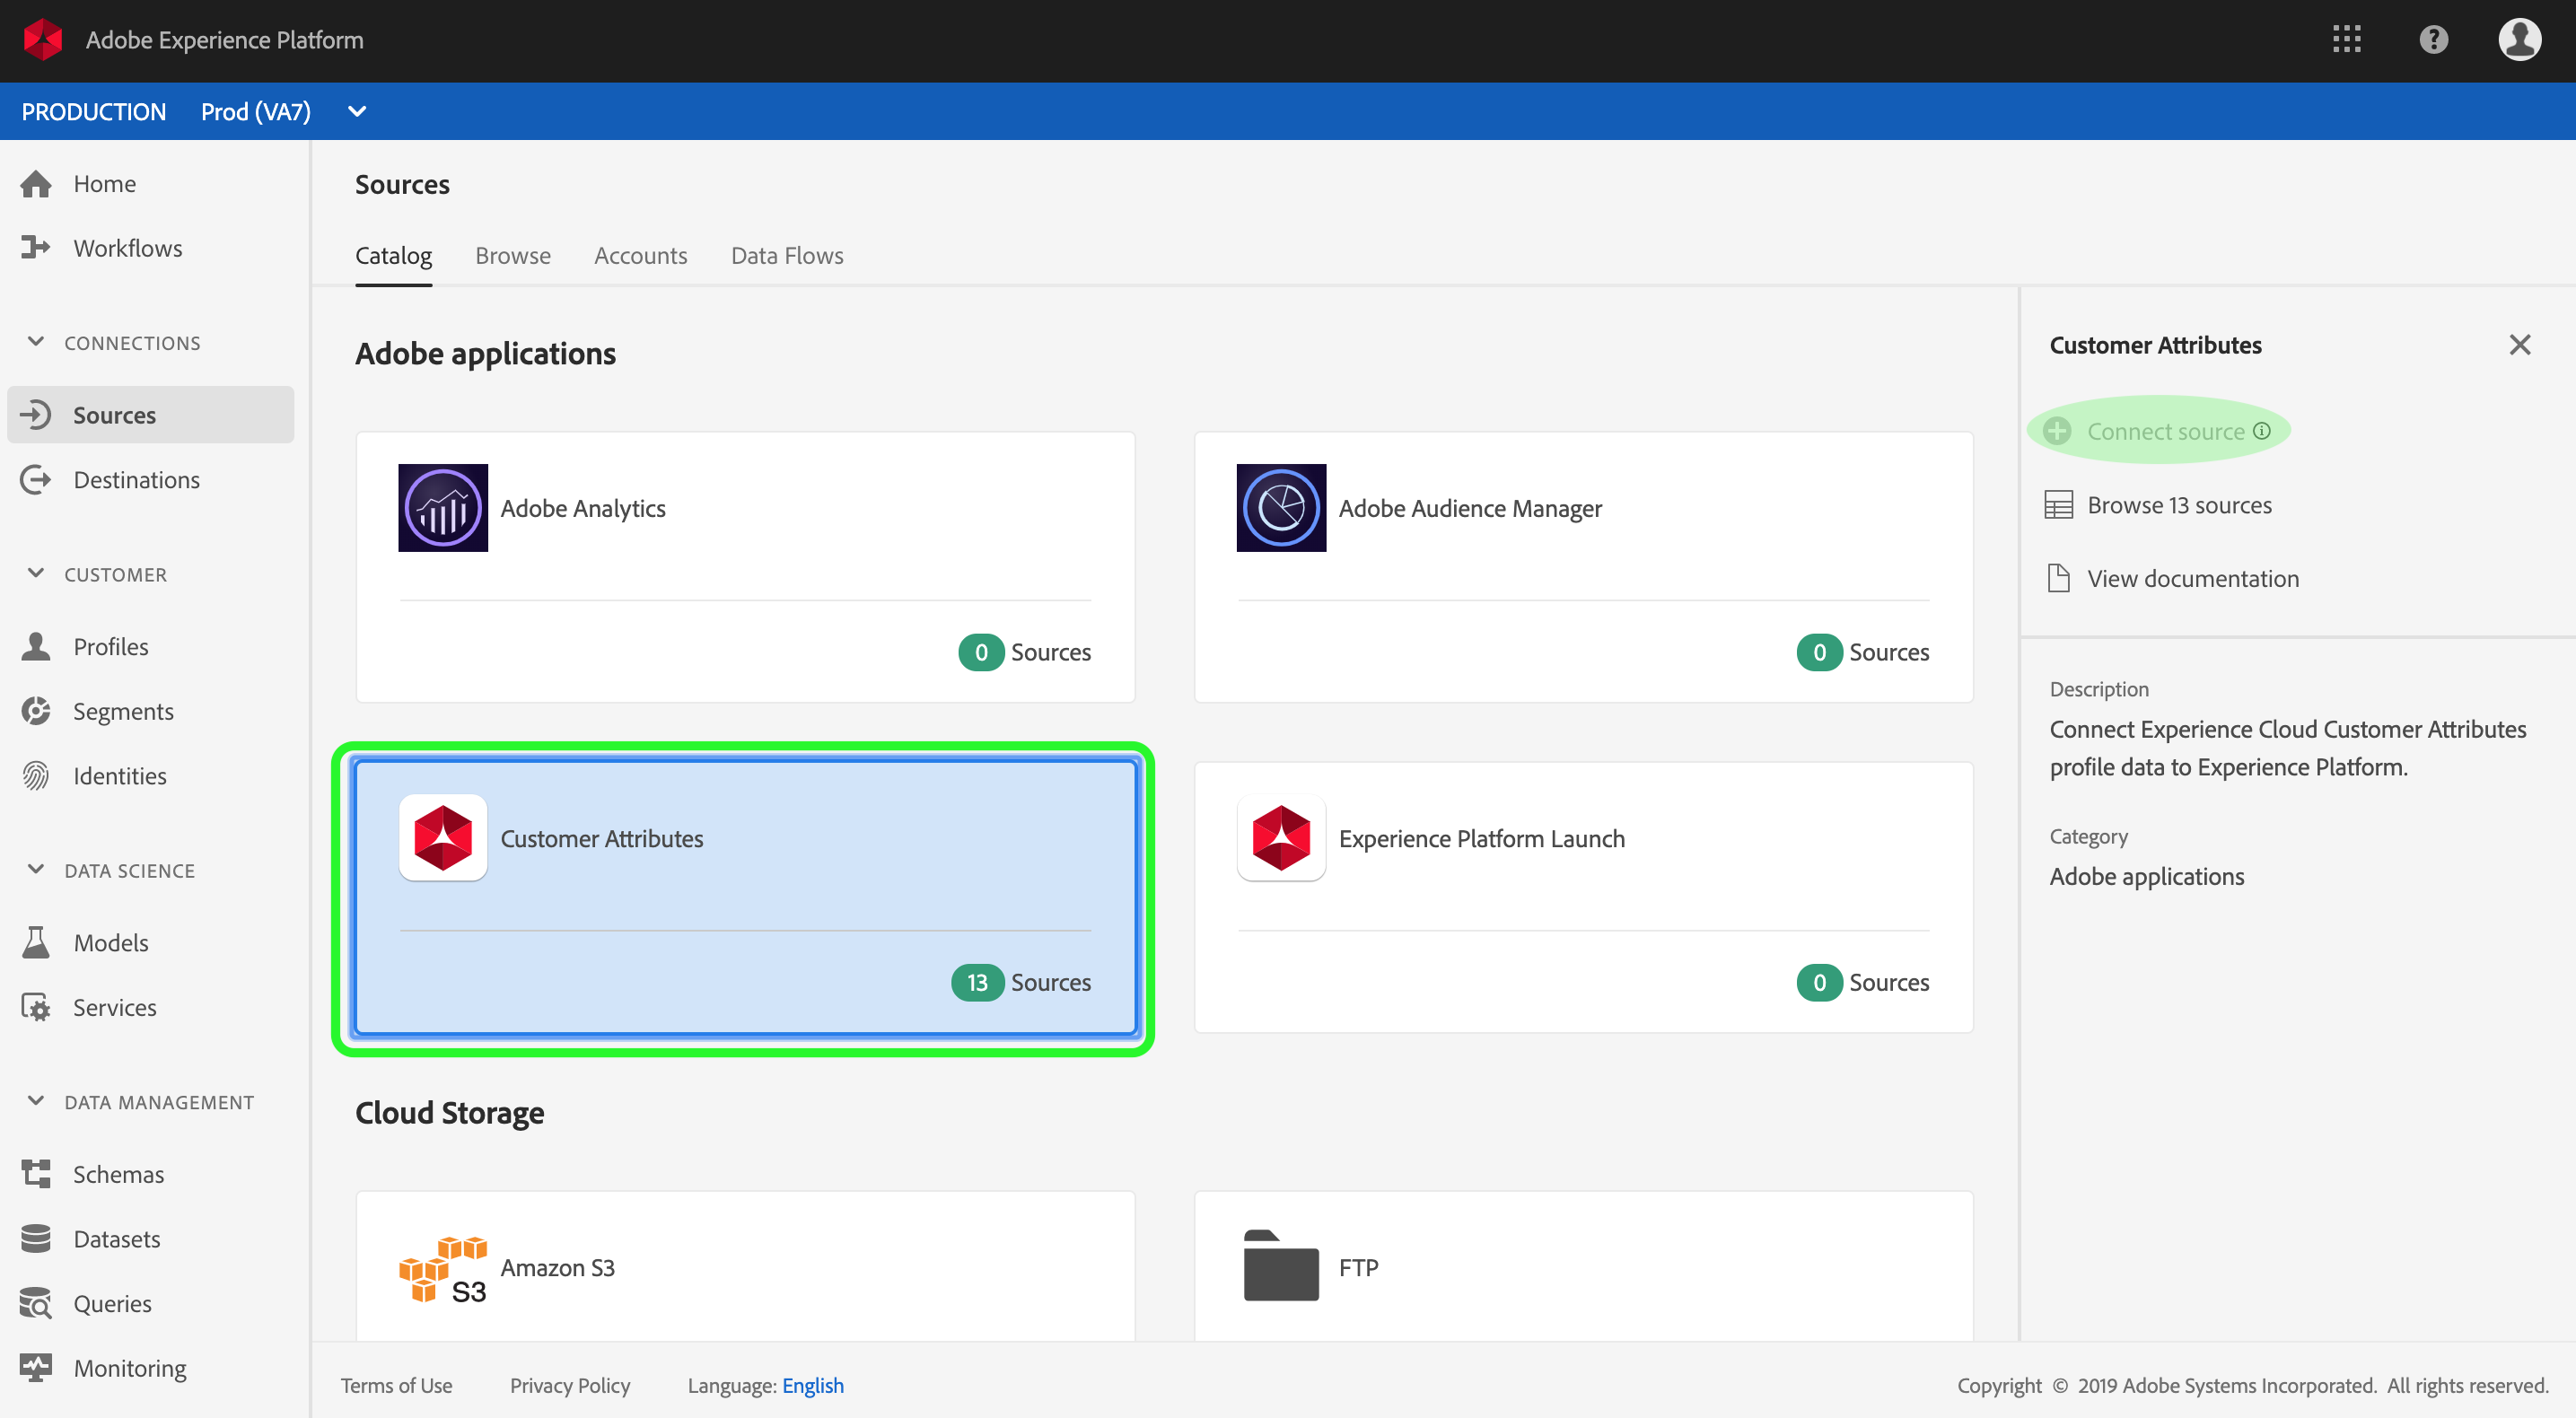 Adobe Experience Platform
?
PRODUCTION Prod (VA7)
Home
Workflows
CONNECTIONS
Sources
Destinations
CUSTOMER
Profiles
Segments
Identities
DATA SCIENCE
Models
Services
DATA MANAGEMENT
Schemas
Datasets
Queries
Monitoring
Sources
Catalog Browse Accounts Data Flows
Adobe applications
Adobe Analytics
0 Sources
Adobe Audience Manager
0 Sources
Customer Attributes
13 Sources
Experience Platform Launch
0 Sources
Cloud Storage
S3
Amazon S3
FTP
Customer Attributes
Connect source
Browse 13 sources
View documentation
Description
Connect Experience Cloud Customer Attributes
profile data to Experience Platform.
Category
Adobe applications
Terms of Use Privacy Policy Language: English
Copyright © 2019 Adobe Systems Incorporated. All rights reserved.